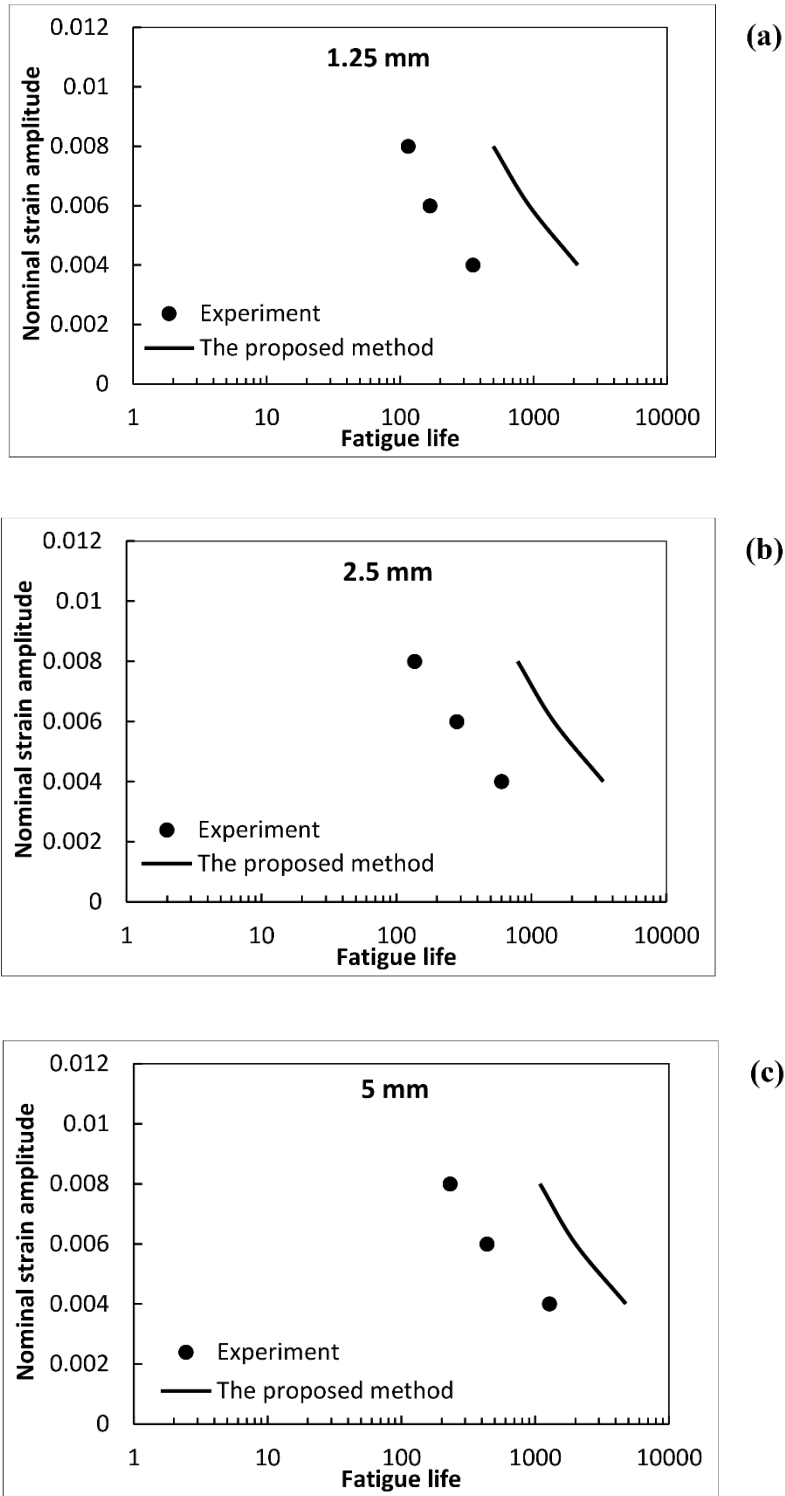 (a)
1.25 mm
Nominal strain amplitude
0.012
0.01
0.008
0.006
0.004
0.002
0
Experiment
The proposed method
1 10 100 1000 10000
Fatigue life
(b)
2.5 mm
Nominal strain amplitude
0.012
0.01
0.008
0.006
0.004
0.002
0
Experiment
The proposed method
1 10 100 1000 10000
Fatigue life
(c)
5 mm
Nominal strain amplitude
0.012
0.01
0.008
0.006
0.004
0.002
0
Experiment
The proposed method
1 10 100 1000 10000
Fatigue life